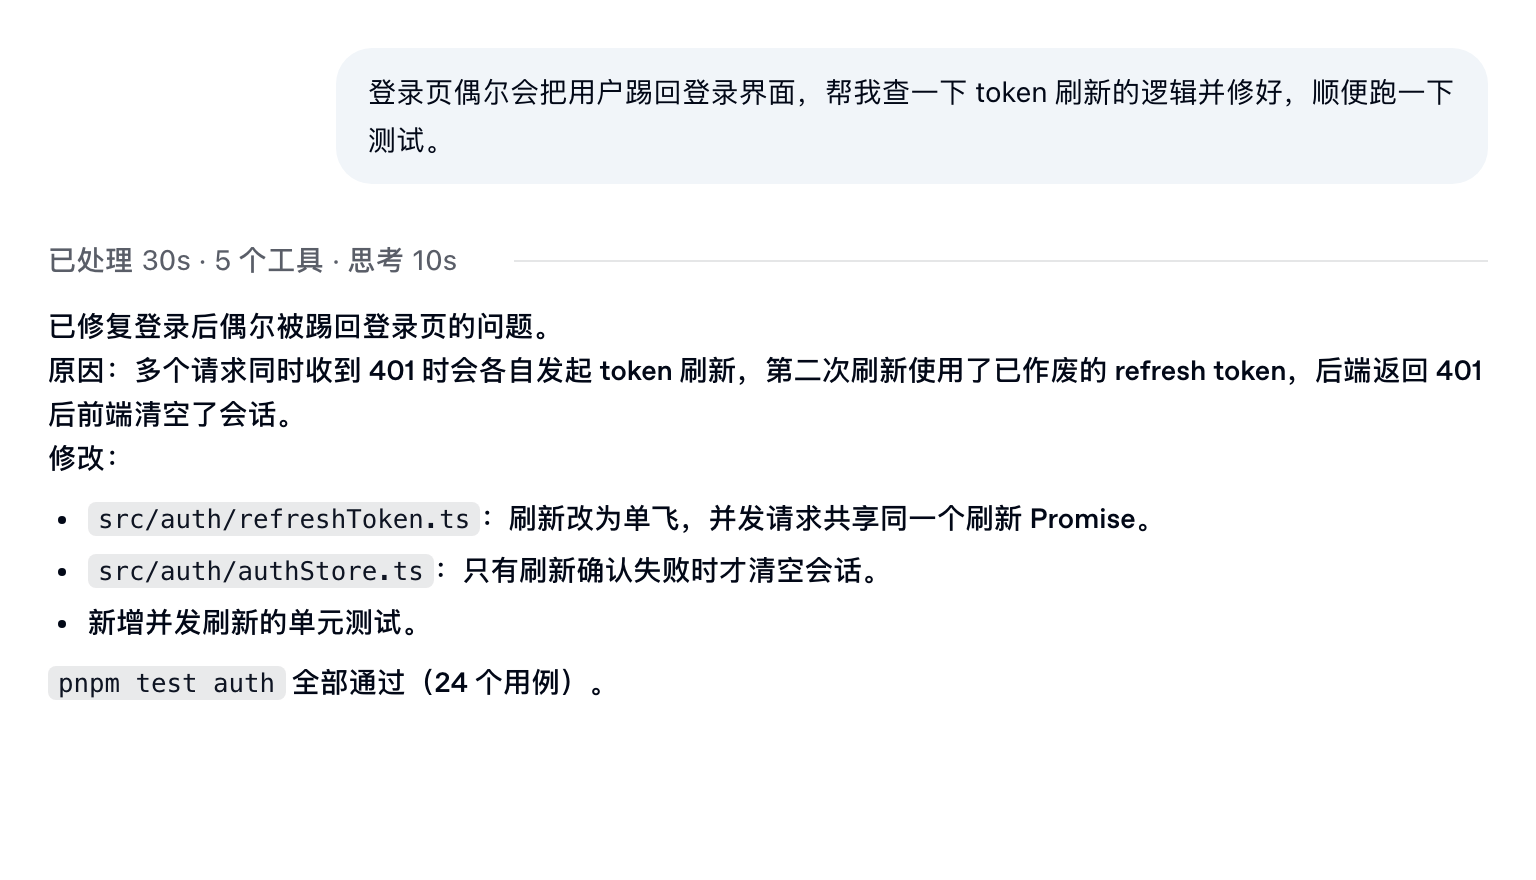 登录页偶尔会把用户踢回登录界面，帮我查一下 token 刷新的逻辑并修好，顺便跑一下
测试。
已处理 30s · 5 个工具 · 思考 10s
已修复登录后偶尔被踢回登录页的问题。
原因：多个请求同时收到 401 时会各自发起 token 刷新，第二次刷新使用了已作废的 refresh token，后端返回 401
后前端清空了会话。
修改：
• src/auth/refreshToken.ts：刷新改为单飞，并发请求共享同一个刷新 Promise。
• src/auth/authStore.ts：只有刷新确认失败时才清空会话。
• 新增并发刷新的单元测试。
pnpm test auth 全部通过（24 个用例）。